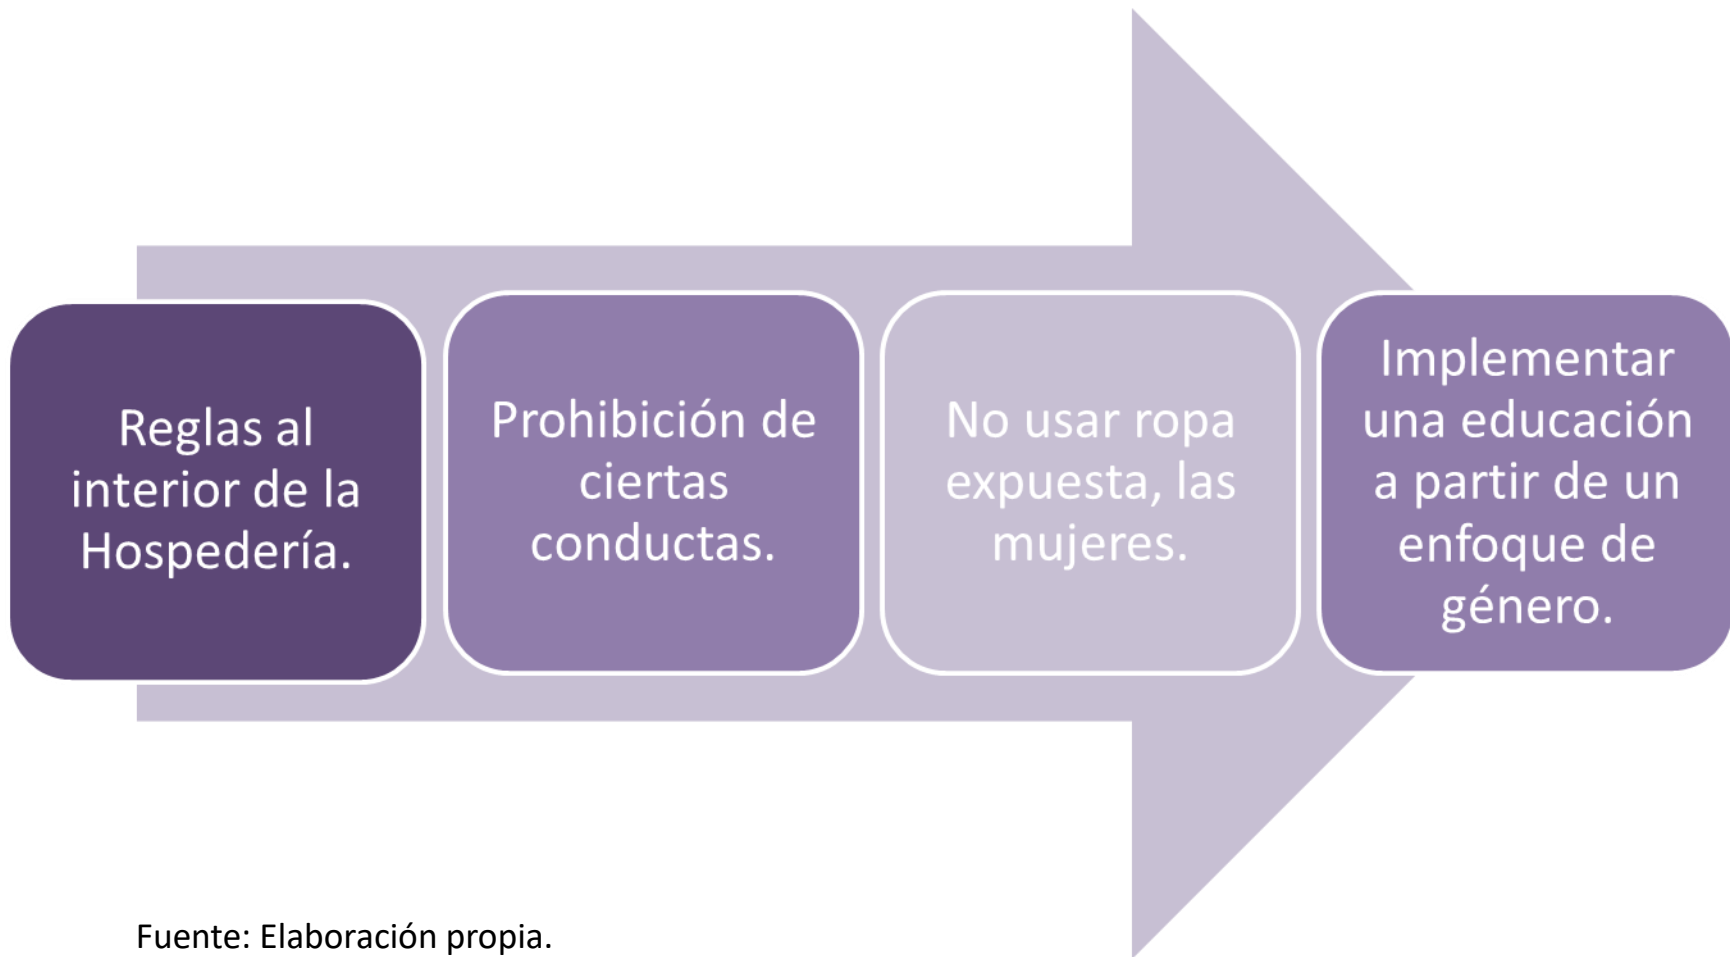 Reglas al
interior de la
Hospedería.
Prohibición de
ciertas
conductas.
No usar ropa
expuesta, las
mujeres.
Implementar
una educación
a partir de un
enfoque de
género.
Fuente: Elaboración propia.